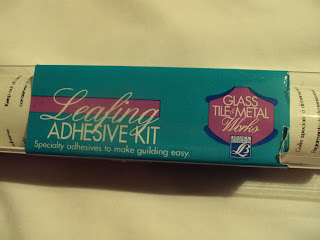 Leafing
ADHESIVE KIT
Specialty adhesives to make guilding easy.
GLASS
TILE & METAL
Works